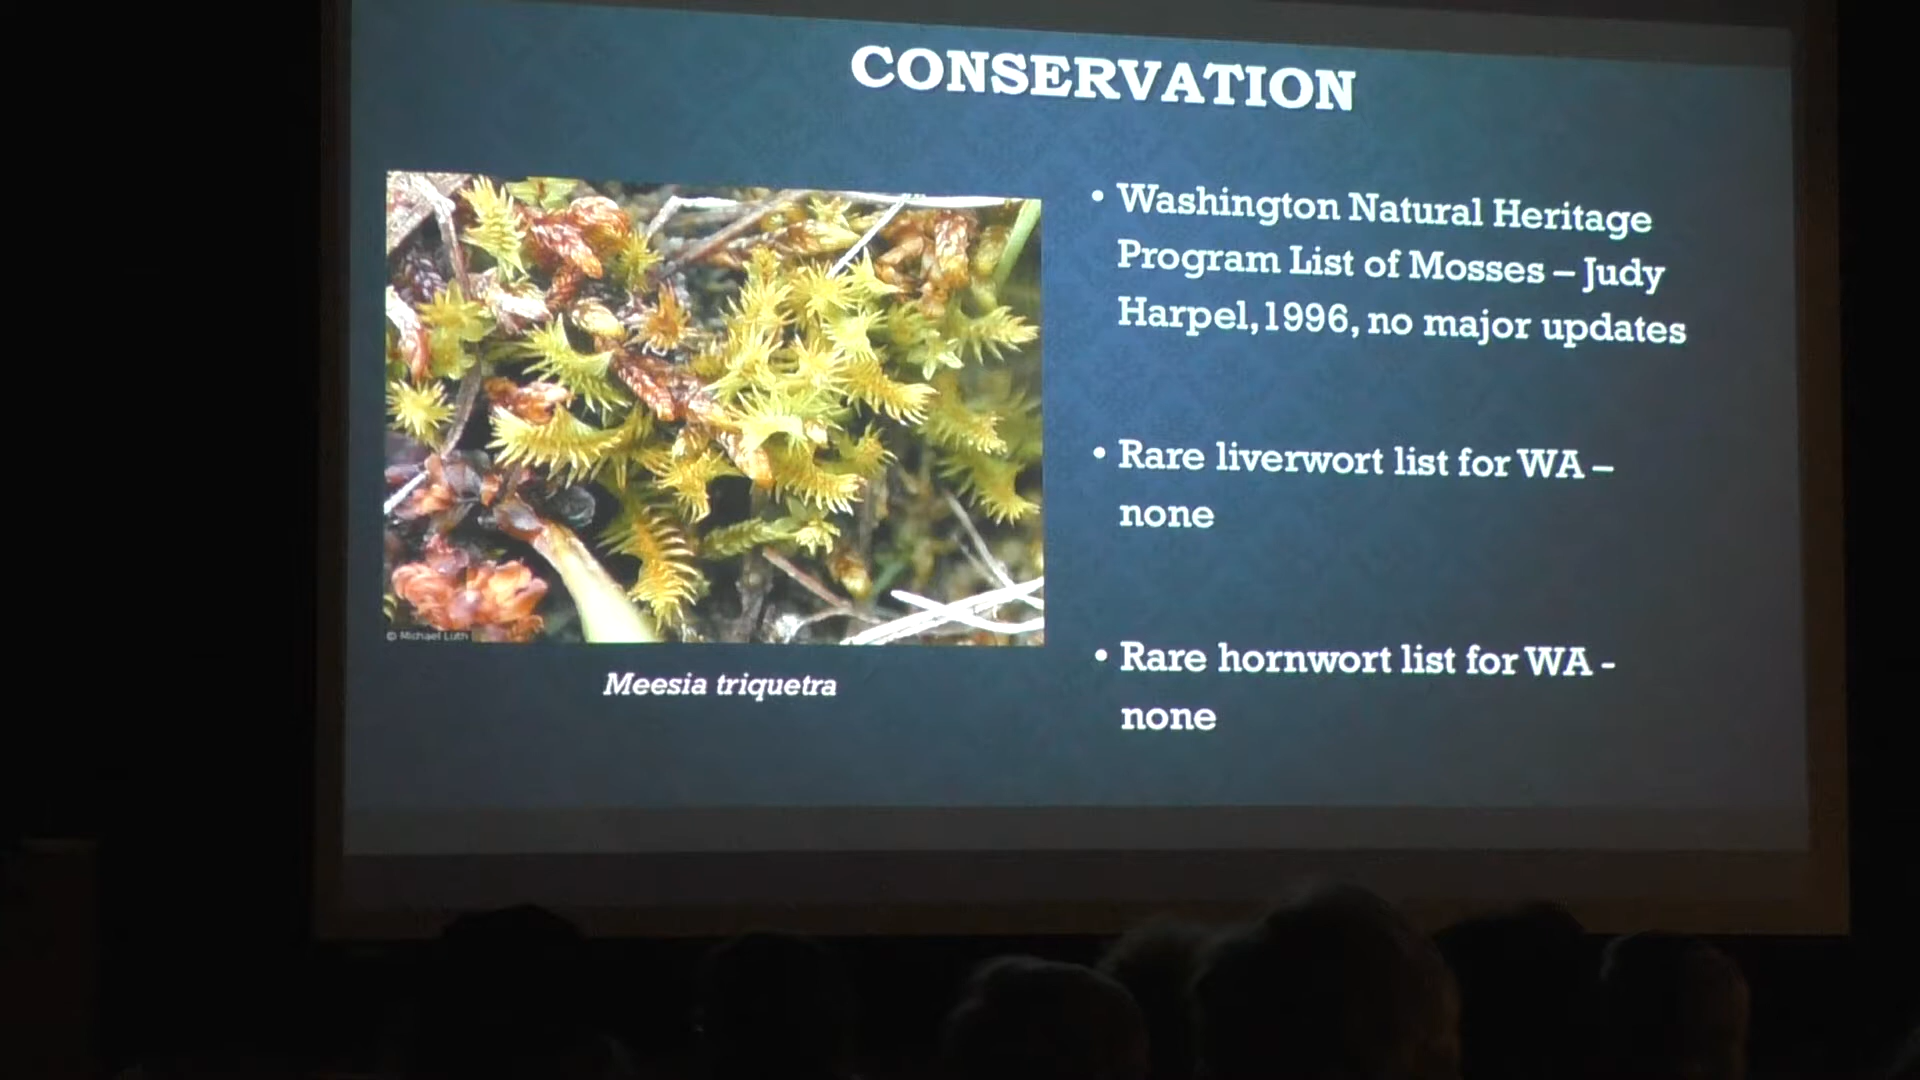 CONSERVATION
• Washington Natural Heritage
Program List of Mosses – Judy
Harpel, 1996, no major updates
• Rare liverwort list for WA –
none
• Rare hornwort list for WA -
none
© Michael Lüth
Meesia triquetra